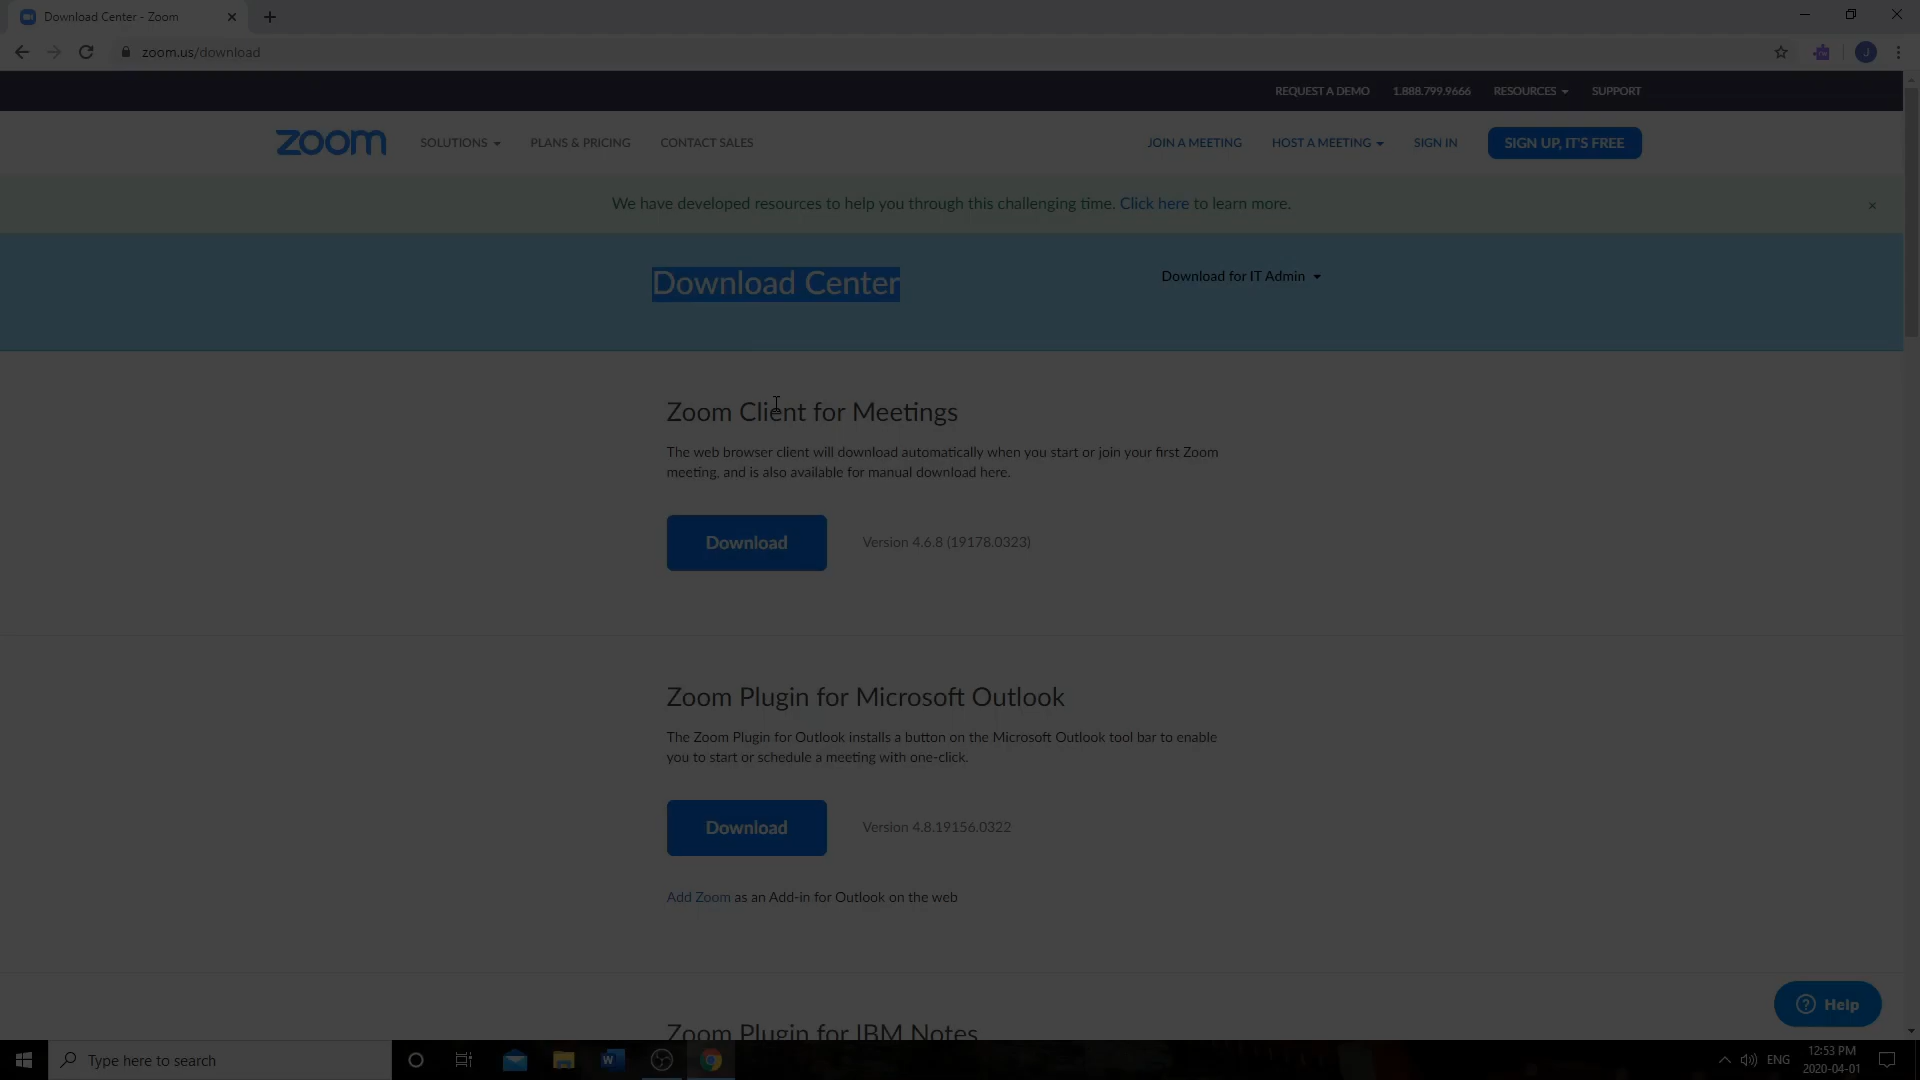 Download Center - Zoom
zoom.us/download
J
REQUEST A DEMO 1.888.799.9666 RESOURCES SUPPORT
zoom SOLUTIONS PLANS & PRICING CONTACT SALES JOIN A MEETING HOST A MEETING SIGN IN SIGN UP, IT'S FREE
We have developed resources to help you through this challenging time. Click here to learn more.
Download Center
Download for IT Admin
Zoom Client for Meetings
The web browser client will download automatically when you start or join your first Zoom
meeting, and is also available for manual download here.
Download Version 4.6.8 (19178.0323)
Zoom Plugin for Microsoft Outlook
The Zoom Plugin for Outlook installs a button on the Microsoft Outlook tool bar to enable
you to start or schedule a meeting with one-click.
Download Version 4.8.19156.0322
Add Zoom as an Add-in for Outlook on the web
Help
Zoom Plugin for IBM Notes
Type here to search
W
ENG
12:53 PM
2020-04-01